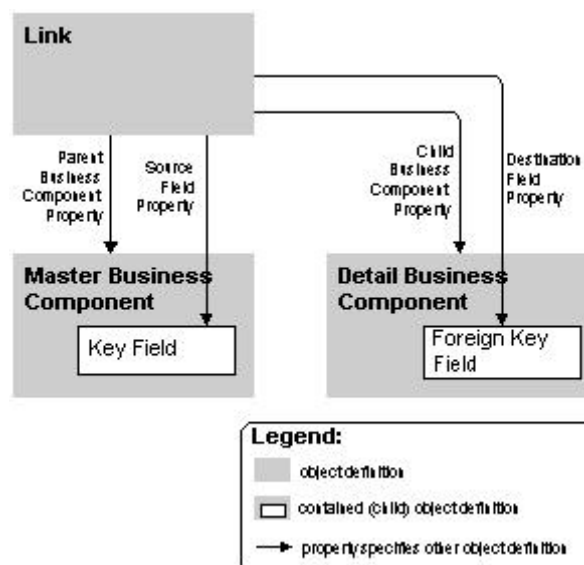 Link
Parent
Business
Component
Property
Source
Field
Property
Child
Business
Component
Property
Destination
Field
Property
Master Business
Component
Key Field
Detail Business
Component
Foreign Key
Field
Legend:
object definition
contained (child) object definition
property specifies other object definition